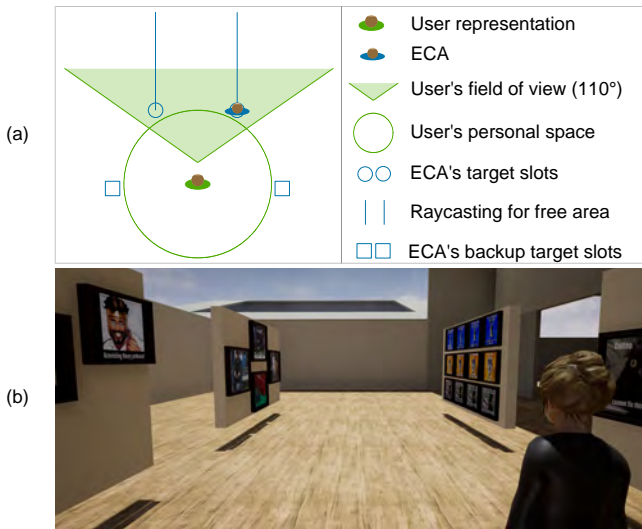 (a)
User representation
ECA
User's field of view (110°)
User's personal space
ECA's target slots
Raycasting for free area
ECA's backup target slots
(b)